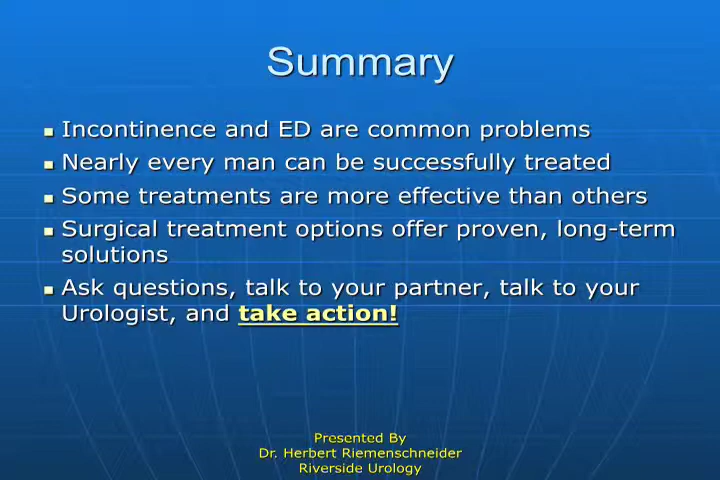 Summary
Incontinence and ED are common problems
Nearly every man can be successfully treated
Some treatments are more effective than others
Surgical treatment options offer proven, long-term
solutions
Ask questions, talk to your partner, talk to your
Urologist, and take action!
Presented By
Dr. Herbert Riemenschneider
Riverside Urology